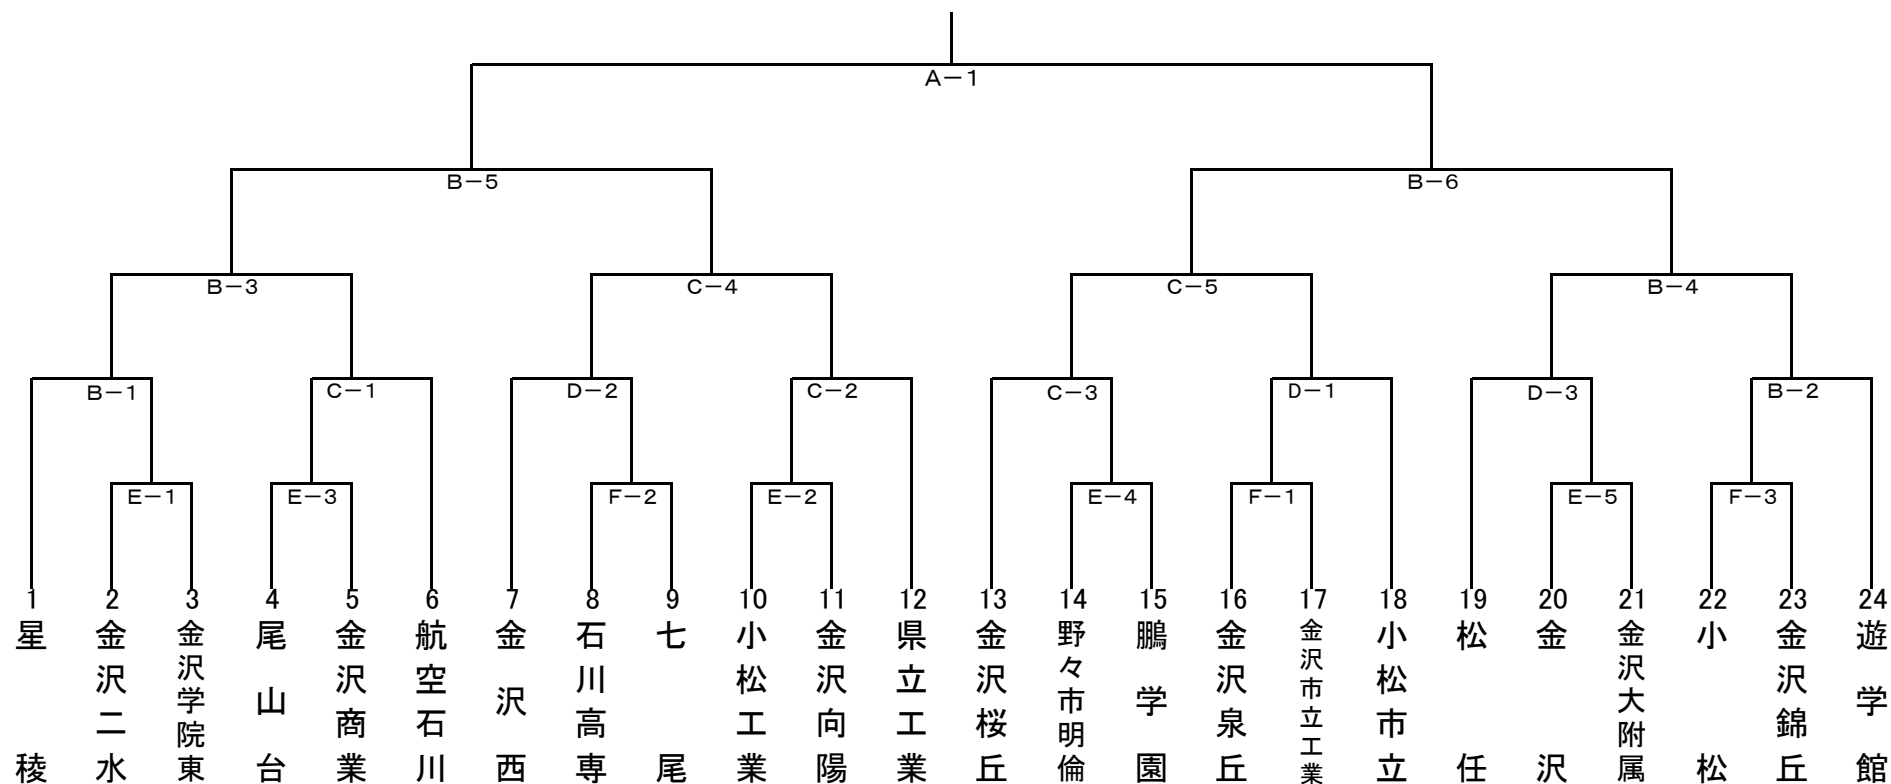 A－1
B－5
B－6
B－3
C－4
C－5
B－4
B－1
C－1
D－2
C－2
C－3
D－1
D－3
B－2
E－1
E－3
F－2
E－2
E－4
F－1
E－5
F－3
1
2
3
4
5
6
7
8
9
10
11
12
13
14
15
16
17
18
19
20
21
22
23
24
星稜
金沢二水
金沢学院東
尾山台
金沢商業
航空石川
金沢西
石川高専
七尾
小松工業
金沢向陽
県立工業
金沢桜丘
野々市明倫
鵬学園
金沢泉丘
金沢市立工業
小松市立
松任
金沢
金沢大附属
小松
金沢錦丘
遊学館